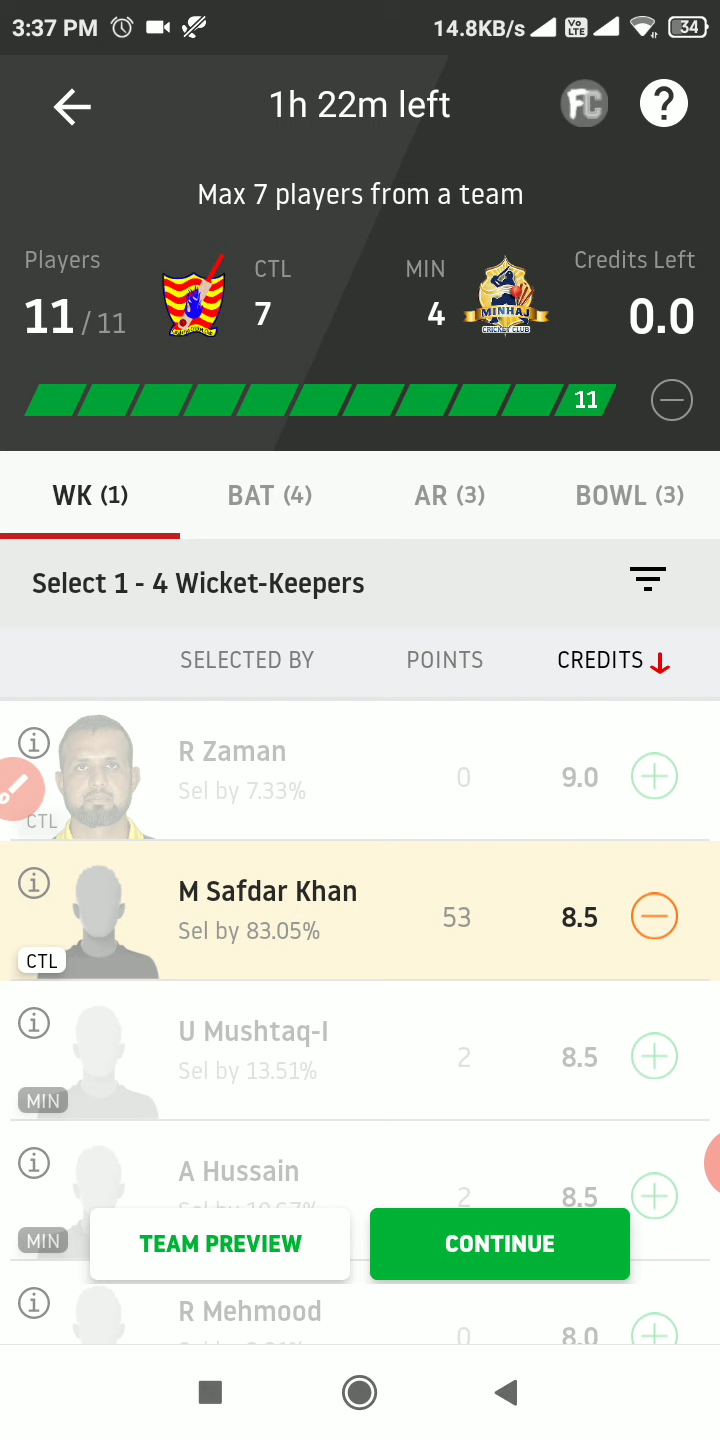 3:37 PM 14.8KB/s Vo LTE 34
1h 22m left FC ?
Max 7 players from a team
Players CTL MIN Credits Left
11 / 11 7 4 0.0
MINHAJ
CRICKET CLUB
11
WK (1) BAT (4) AR (3) BOWL (3)
Select 1 - 4 Wicket-Keepers
SELECTED BY POINTS CREDITS
R Zaman
Sel by 7.33% 0 9.0
CTL
M Safdar Khan
Sel by 83.05% 53 8.5
CTL
U Mushtaq-I
Sel by 13.51% 2 8.5
MIN
A Hussain
Sel by 2 8.5
MIN
TEAM PREVIEW CONTINUE
R Mehmood
0 8.0